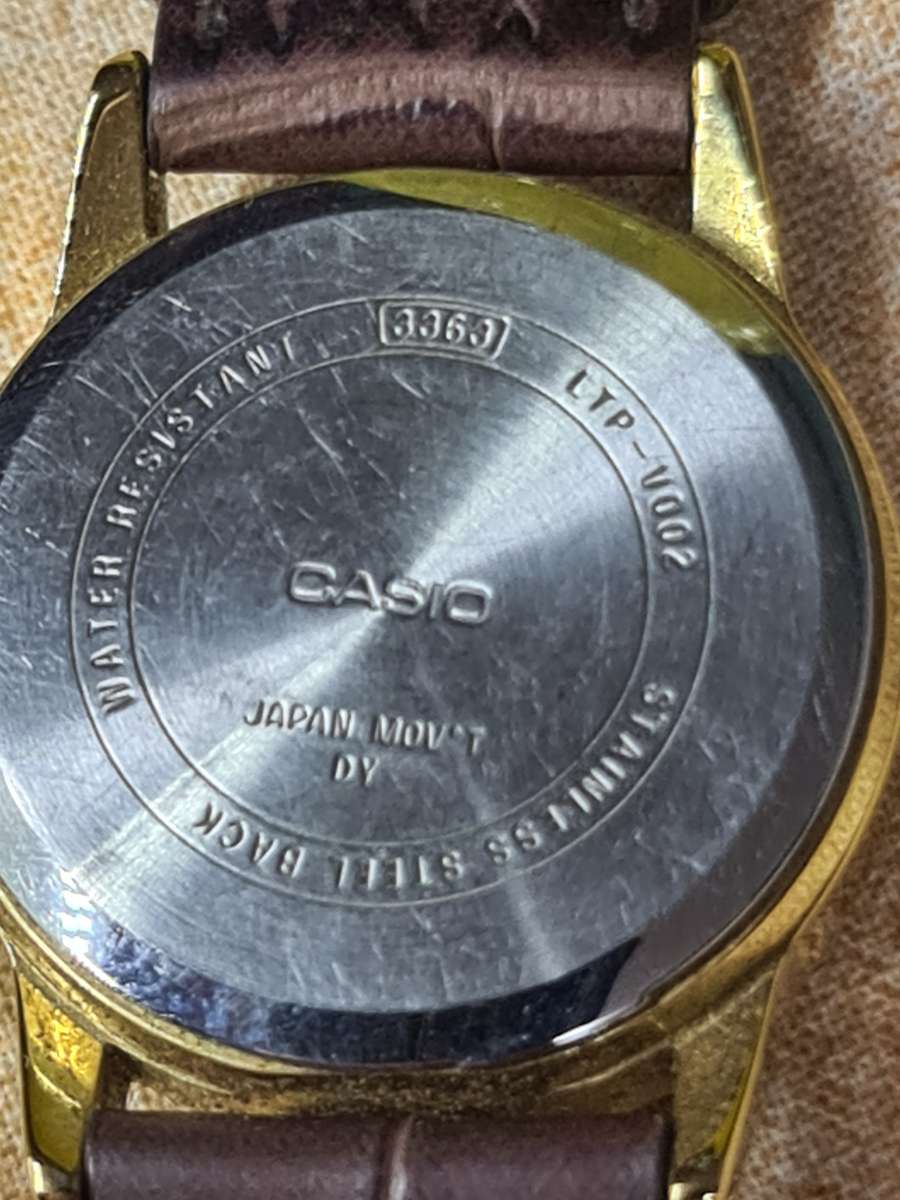 3363
LTP-V002
STAINLESS STEEL BACK
WATER RESISTANT
CASIO
JAPAN MOV'T
DY